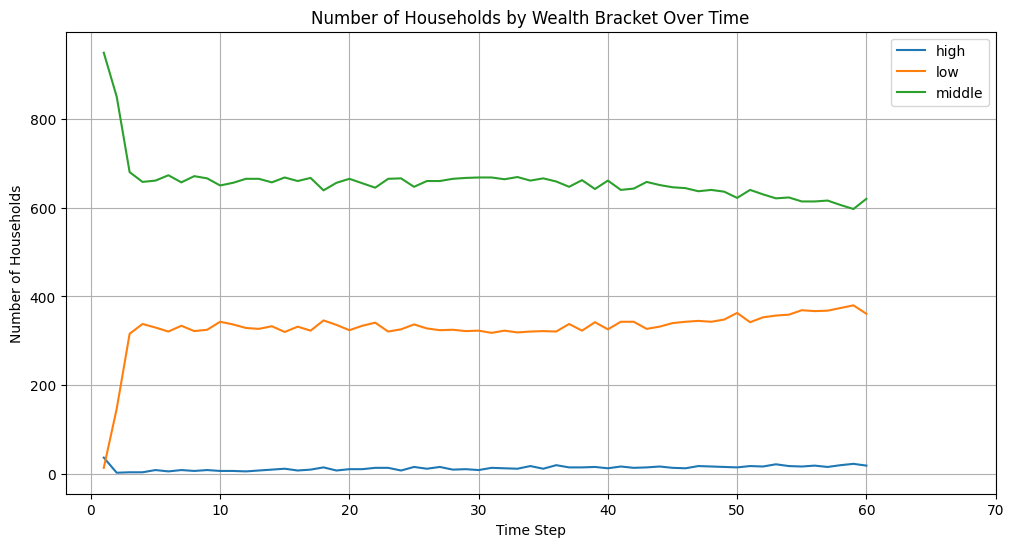 Number of Households by Wealth Bracket Over Time
high
low
middle
Number of Households
800
600
400
200
0
0 10 20 30 40 50 60 70
Time Step